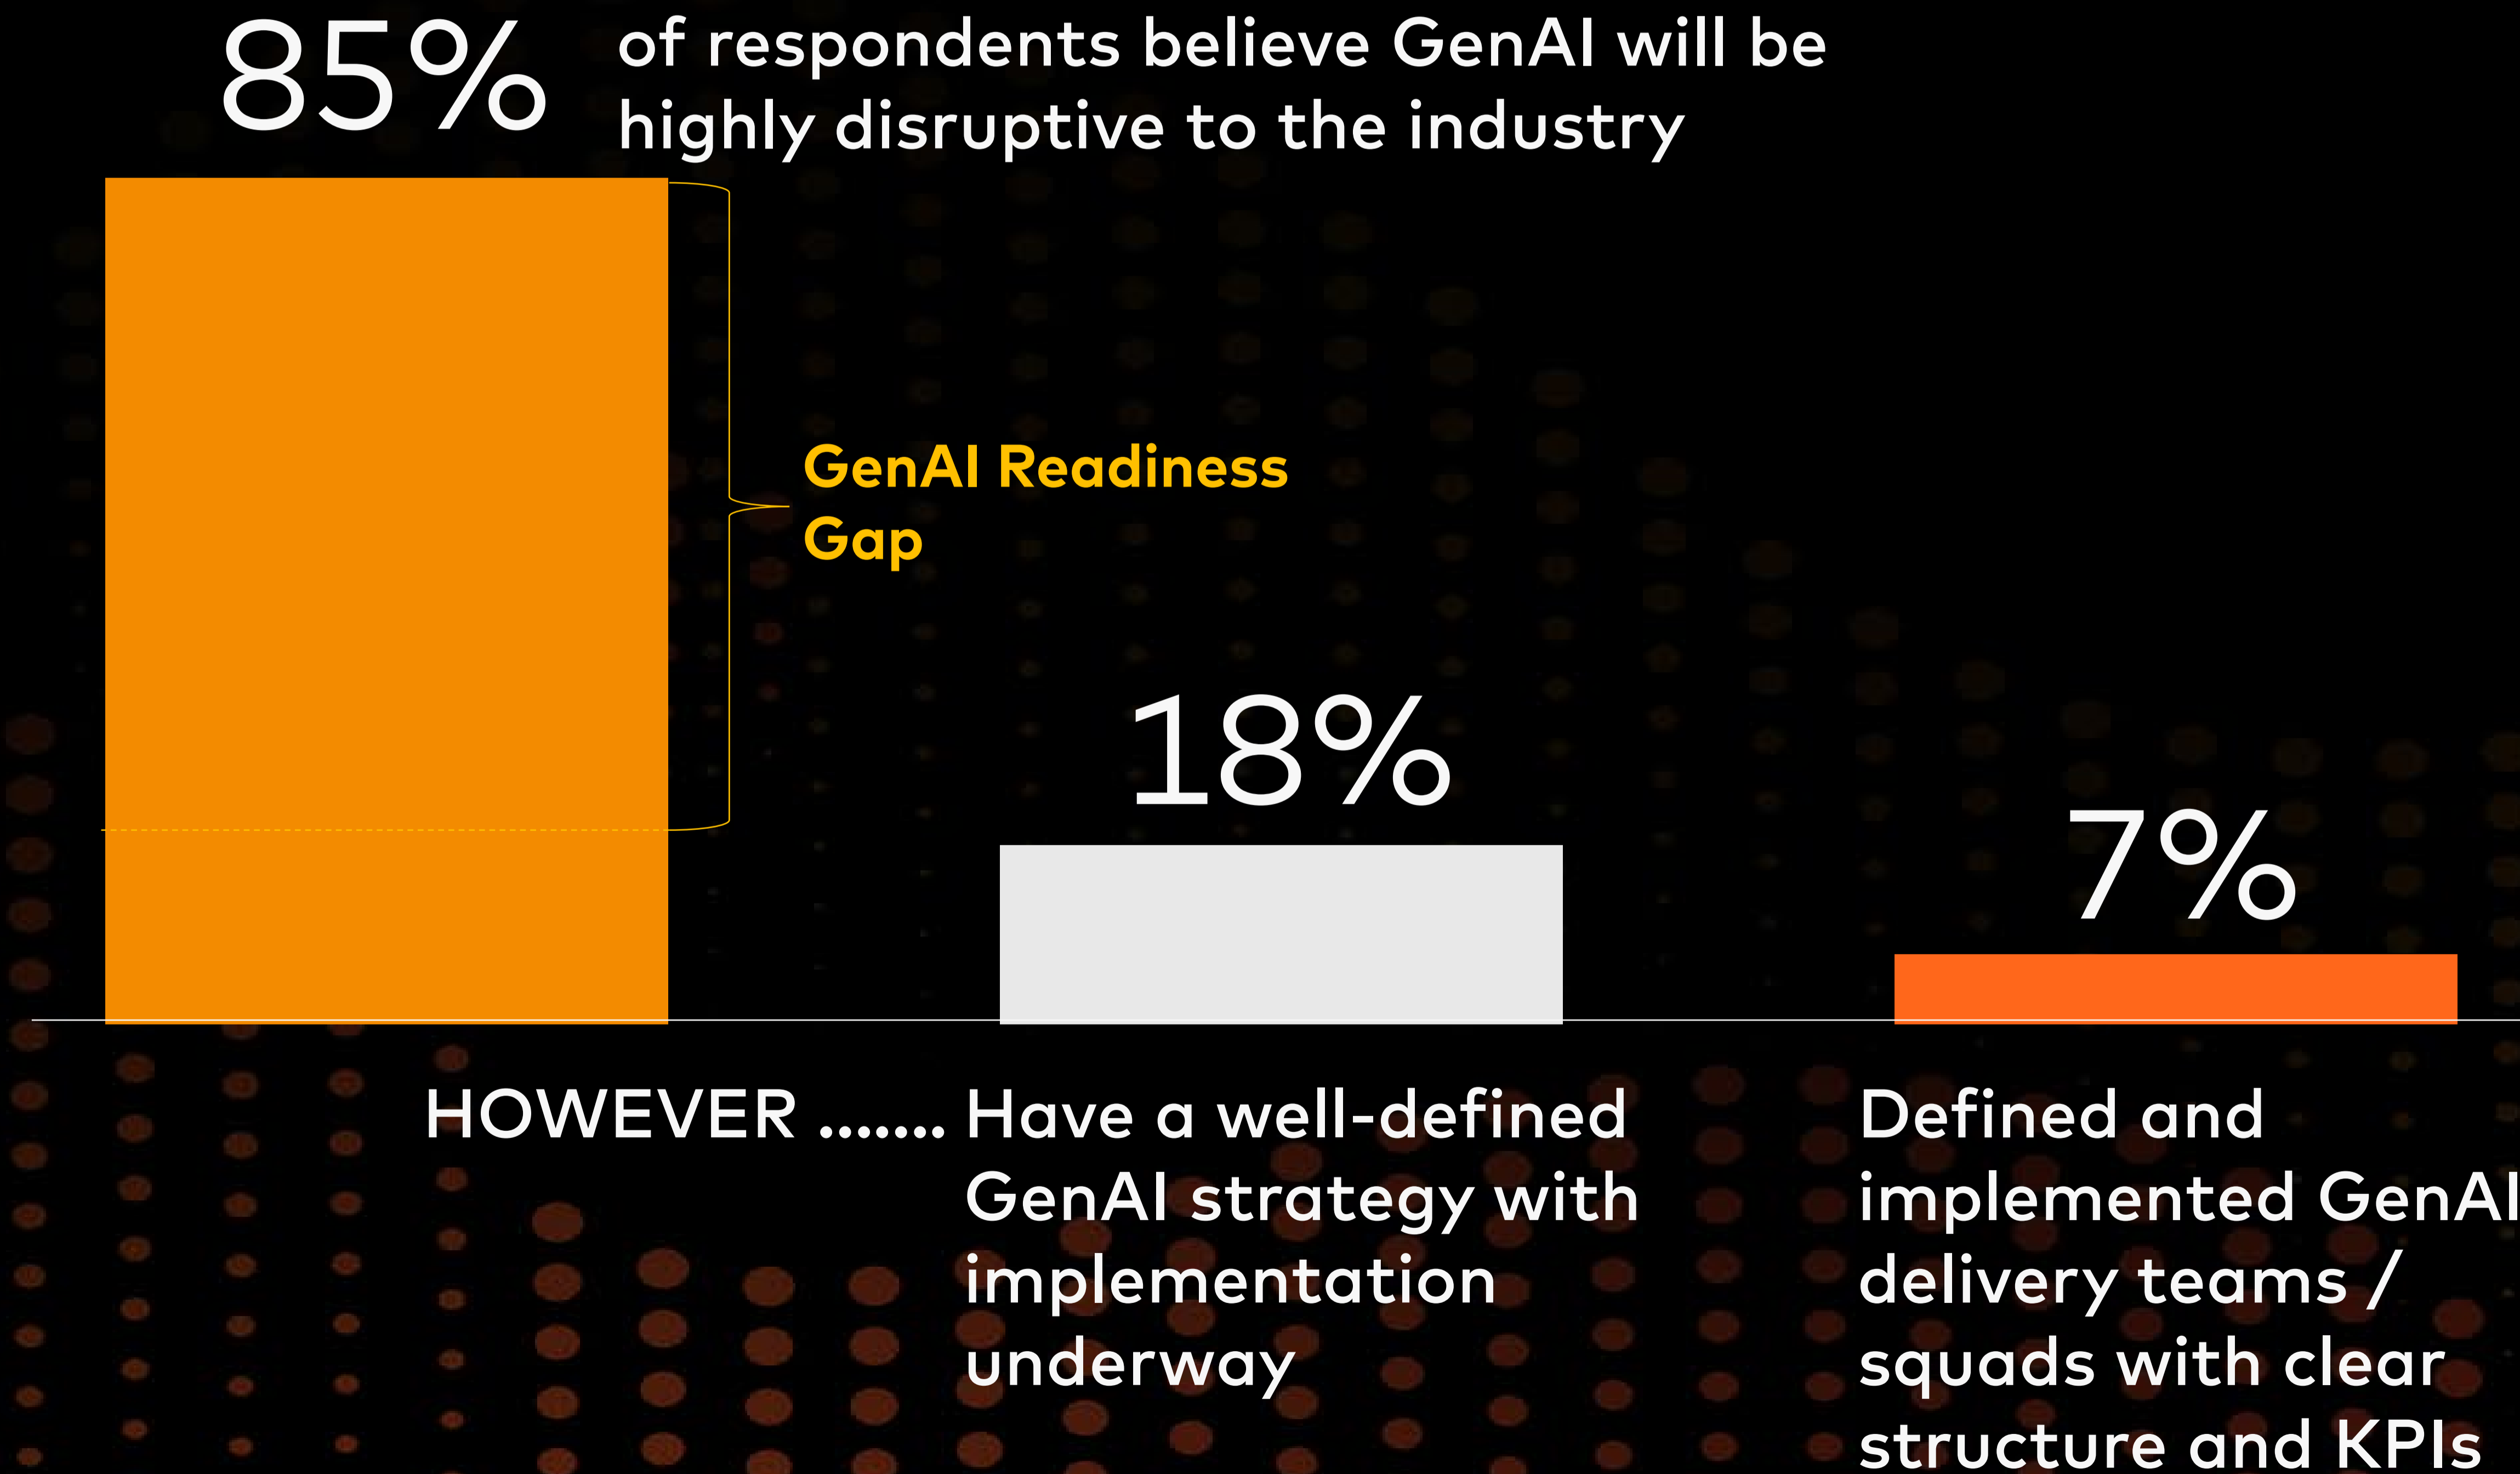 85%
of respondents believe GenAI will be
highly disruptive to the industry
GenAI Readiness
Gap
18%
7%
HOWEVER .......
Have a well-defined
GenAI strategy with
implementation
underway
Defined and
implemented GenAI
delivery teams /
squads with clear
structure and KPIs